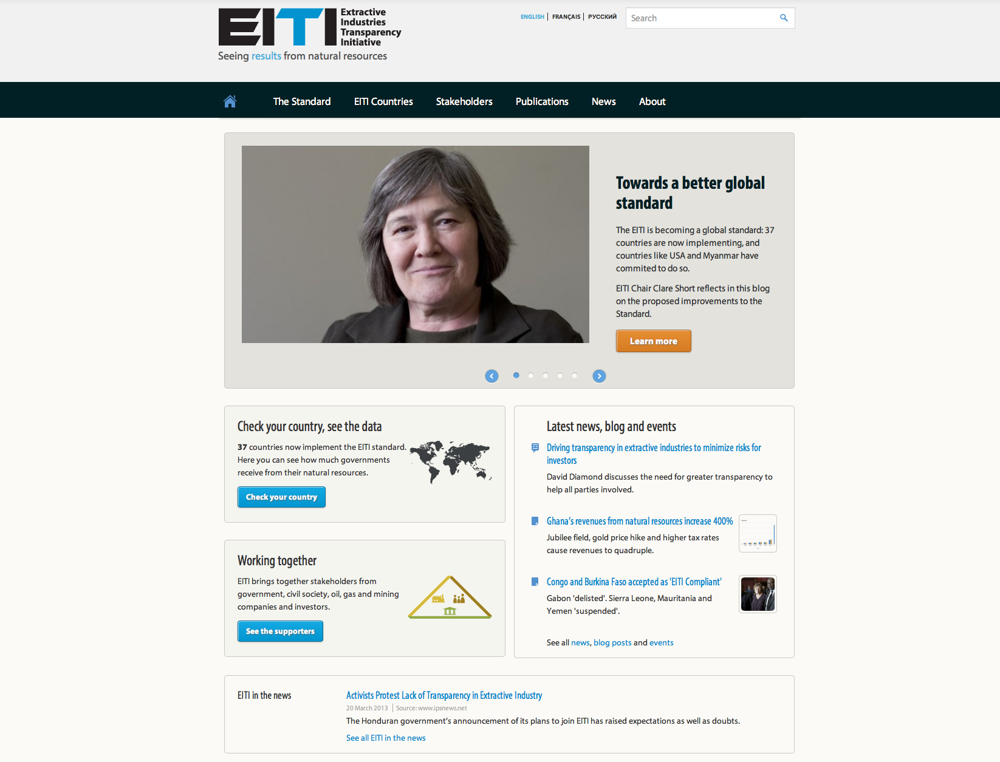 EITI
Extractive
Industries
Transparency
Initiative
Seeing results from natural resources
ENGLISH
FRANÇAIS
РУССКИЙ
Search
The Standard
EITI Countries
Stakeholders
Publications
News
About
Towards a better global
standard
The EITI is becoming a global standard: 37
countries are now implementing, and
countries like USA and Myanmar have
commited to do so.
EITI Chair Clare Short reflects in this blog
on the proposed improvements to the
Standard.
Learn more
Check your country, see the data
37 countries now implement the EITI standard.
Here you can see how much governments
receive from their natural resources.
Check your country
Working together
EITI brings together stakeholders from
government, civil society, oil, gas and mining
companies and investors.
See the supporters
Latest news, blog and events
Driving transparency in extractive industries to minimize risks for
investors
David Diamond discusses the need for greater transparency to
help all parties involved.
Ghana’s revenues from natural resources increase 400%
Jubilee field, gold price hike and higher tax rates
cause revenues to quadruple.
Congo and Burkina Faso accepted as 'EITI Compliant'
Gabon 'delisted'. Sierra Leone, Mauritania and
Yemen 'suspended'.
See all news, blog posts and events
EITI in the news
Activists Protest Lack of Transparency in Extractive Industry
20 March 2013 | Source: www.ipsnews.net
The Honduran government’s announcement of its plans to join EITI has raised expectations as well as doubts.
See all EITI in the news